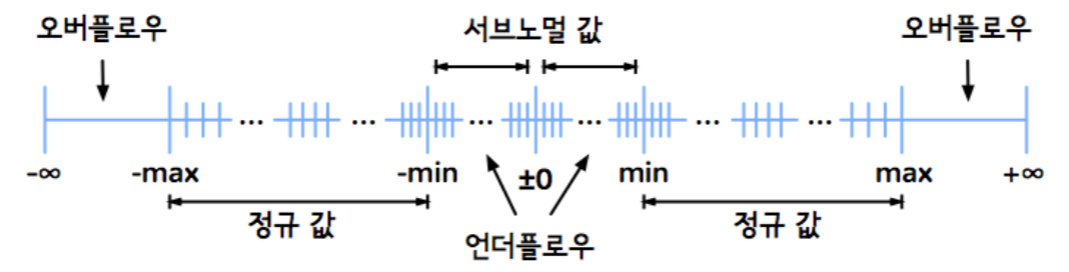 오버플로우
서브노멀 값
오버플로우
... ... ... ... ... ...
-∞ -max -min ±0 min max +∞
정규 값
정규 값
언더플로우